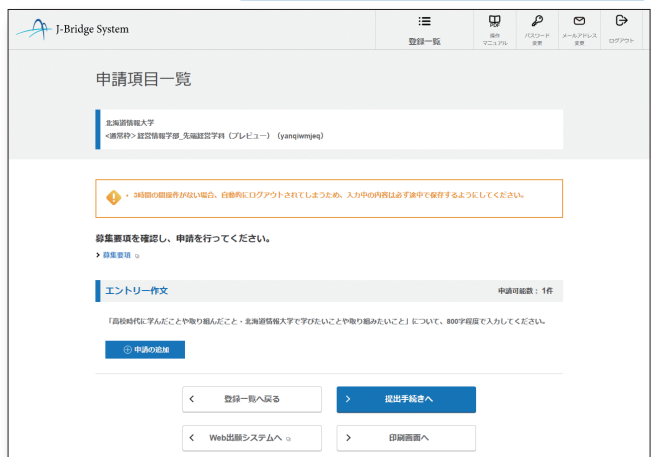 J-Bridge System
登録一覧
PDF
操作
マニュアル
パスワード
変更
メールアドレス
変更
ログアウト
申請項目一覧
北海道情報大学
<通常枠> 経営情報学部_先端経営学科（プレビュー）（yanqiwmjeq）
・ 3時間の間操作がない場合、自動的にログアウトされてしまうため、入力中の内容は必ず途中で保存するようにしてください。
募集要項を確認し、申請を行ってください。
募集要項
エントリー作文 申請可能数：1件
「高校時代に学んだことや取り組んだこと・北海道情報大学で学びたいことや取り組みたいこと」について、800字程度で入力してください。
申請の追加
登録一覧へ戻る 提出手続きへ
Web出願システムへ 印刷画面へ